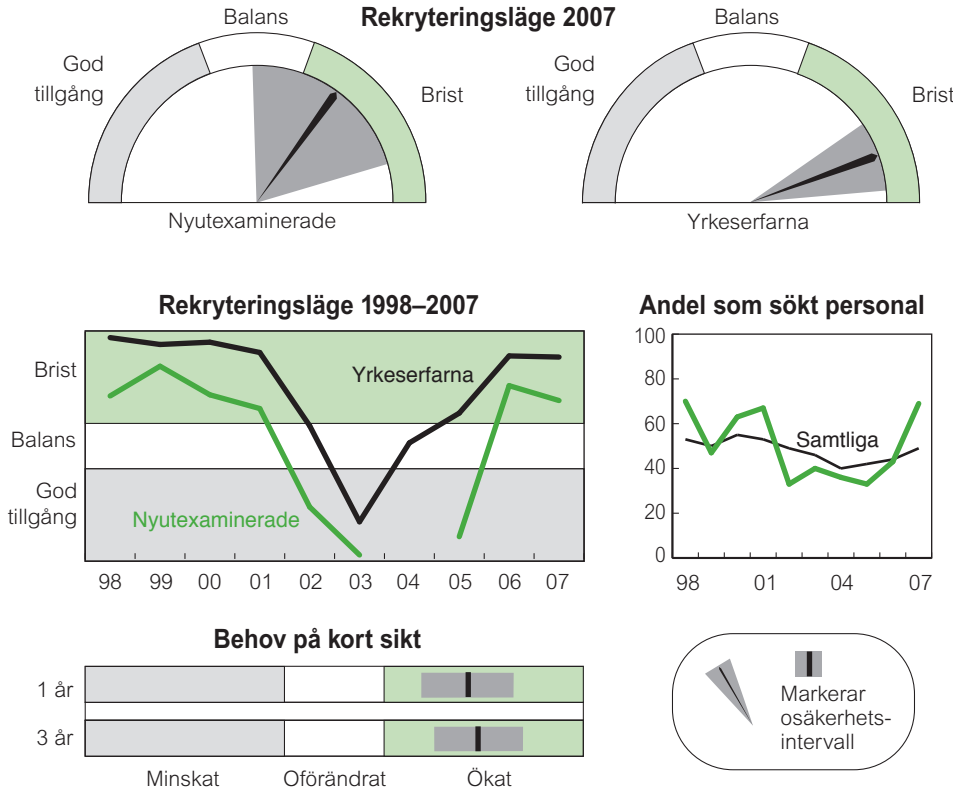 Rekryteringsläge 2007
Balans
God
tillgång
Brist
Nyutexaminerade
Balans
God
tillgång
Brist
Yrkeserfarna
Rekryteringsläge 1998–2007
Brist
Balans
God
tillgång
Yrkeserfarna
Nyutexaminerade
98 99 00 01 02 03 04 05 06 07
Andel som sökt personal
100
80
60
40
20
0
Samtliga
98 01 04 07
Behov på kort sikt
1 år
3 år
Minskat Oförändrat Ökat
Markerar
osäkerhets-
intervall